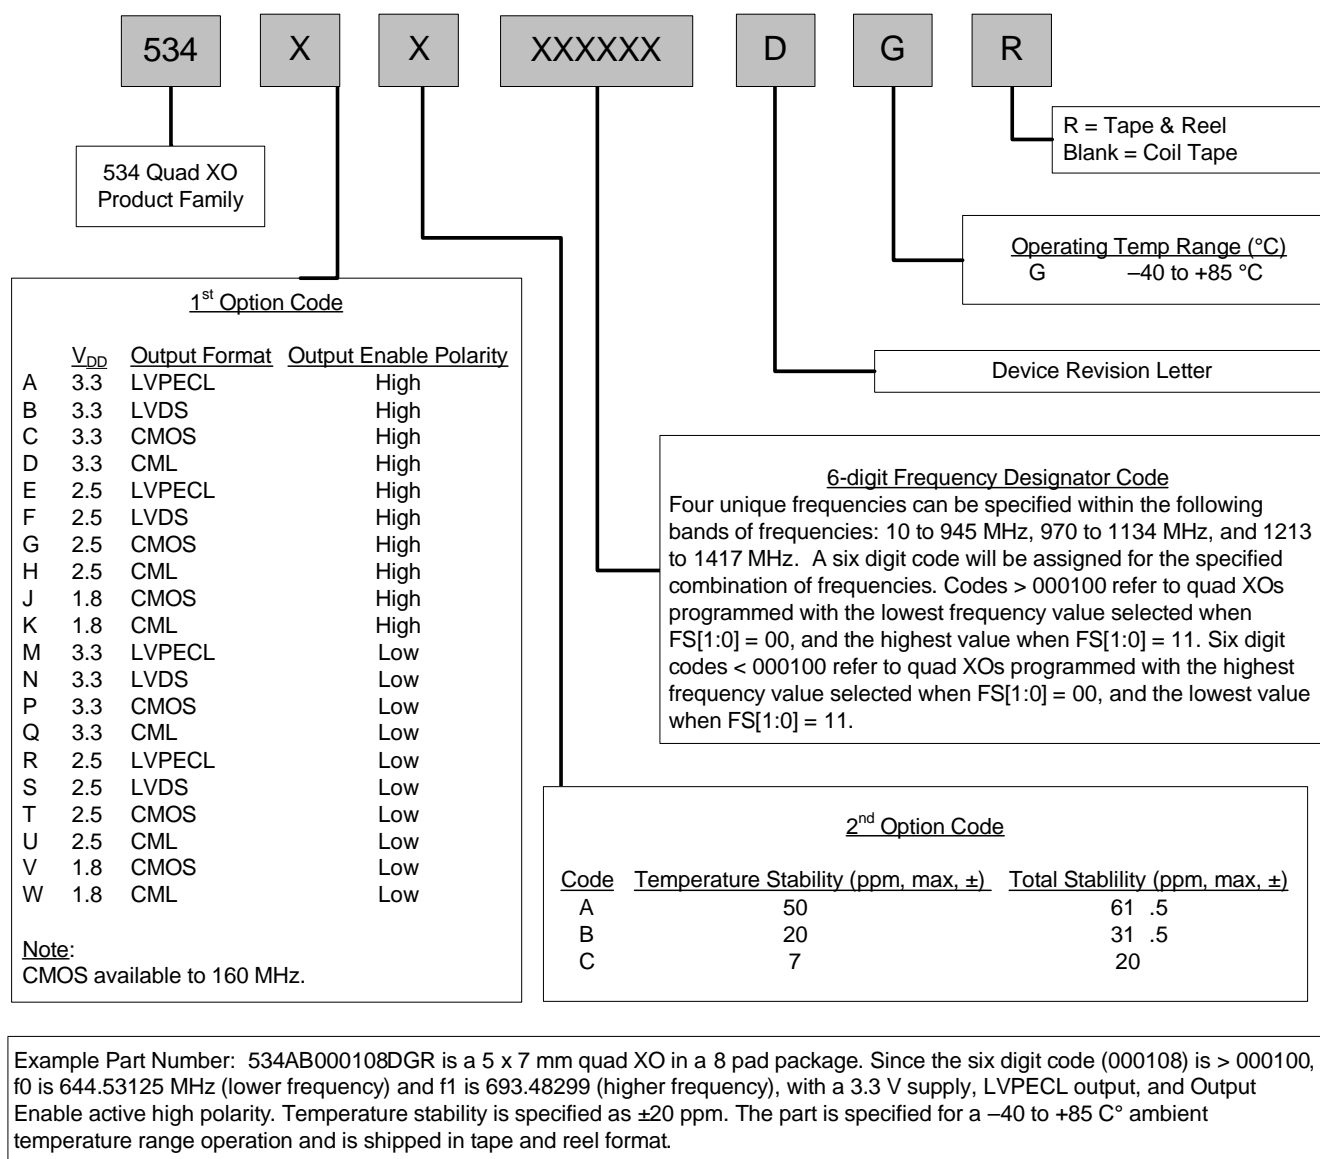 534 X X XXXXXX D G R
R = Tape & Reel
Blank = Coil Tape
534 Quad XO
Product Family
Operating Temp Range (°C)
G –40 to +85 °C
Device Revision Letter
1st Option Code
VDD Output Format Output Enable Polarity
A 3.3 LVPECL High
B 3.3 LVDS High
C 3.3 CMOS High
D 3.3 CML High
E 2.5 LVPECL High
F 2.5 LVDS High
G 2.5 CMOS High
H 2.5 CML High
J 1.8 CMOS High
K 1.8 CML High
M 3.3 LVPECL Low
N 3.3 LVDS Low
P 3.3 CMOS Low
Q 3.3 CML Low
R 2.5 LVPECL Low
S 2.5 LVDS Low
T 2.5 CMOS Low
U 2.5 CML Low
V 1.8 CMOS Low
W 1.8 CML Low
Note:
CMOS available to 160 MHz.
6-digit Frequency Designator Code
Four unique frequencies can be specified within the following
bands of frequencies: 10 to 945 MHz, 970 to 1134 MHz, and 1213
to 1417 MHz. A six digit code will be assigned for the specified
combination of frequencies. Codes > 000100 refer to quad XOs
programmed with the lowest frequency value selected when
FS[1:0] = 00, and the highest value when FS[1:0] = 11. Six digit
codes < 000100 refer to quad XOs programmed with the highest
frequency value selected when FS[1:0] = 00, and the lowest value
when FS[1:0] = 11.
2nd Option Code
Code Temperature Stability (ppm, max, ±) Total Stablility (ppm, max, ±)
A 50 61 .5
B 20 31 .5
C 7 20
Example Part Number: 534AB000108DGR is a 5 x 7 mm quad XO in a 8 pad package. Since the six digit code (000108) is > 000100,
f0 is 644.53125 MHz (lower frequency) and f1 is 693.48299 (higher frequency), with a 3.3 V supply, LVPECL output, and Output
Enable active high polarity. Temperature stability is specified as ±20 ppm. The part is specified for a –40 to +85 C° ambient
temperature range operation and is shipped in tape and reel format.